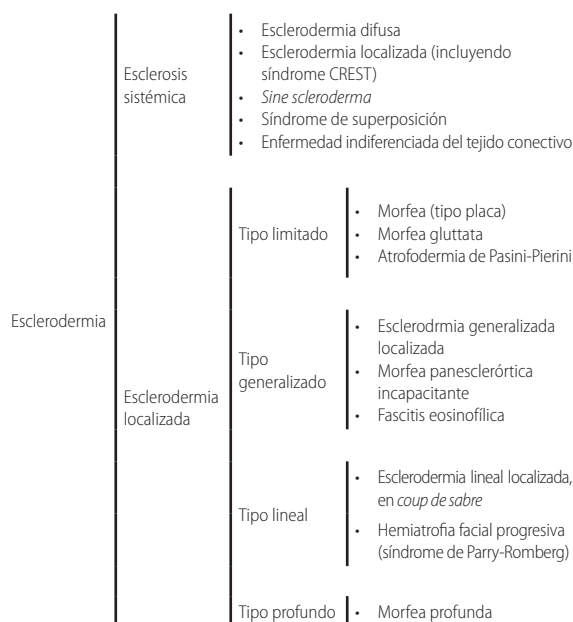 Esclerodermia
Esclerosis
sistémica
• Esclerodermia difusa
• Esclerodermia localizada (incluyendo
síndrome CREST)
• Sine scleroderma
• Síndrome de superposición
• Enfermedad indiferenciada del tejido conectivo
Esclerodermia
localizada
Tipo limitado
• Morfea (tipo placa)
• Morfea gluttata
• Atrofodermia de Pasini-Pierini
Tipo
generalizado
• Esclerodrmia generalizada
localizada
• Morfea panesclerórtica
incapacitante
• Fascitis eosinofílica
Tipo lineal
• Esclerodermia lineal localizada,
en coup de sabre
• Hemiatrofia facial progresiva
(síndrome de Parry-Romberg)
Tipo profundo
• Morfea profunda